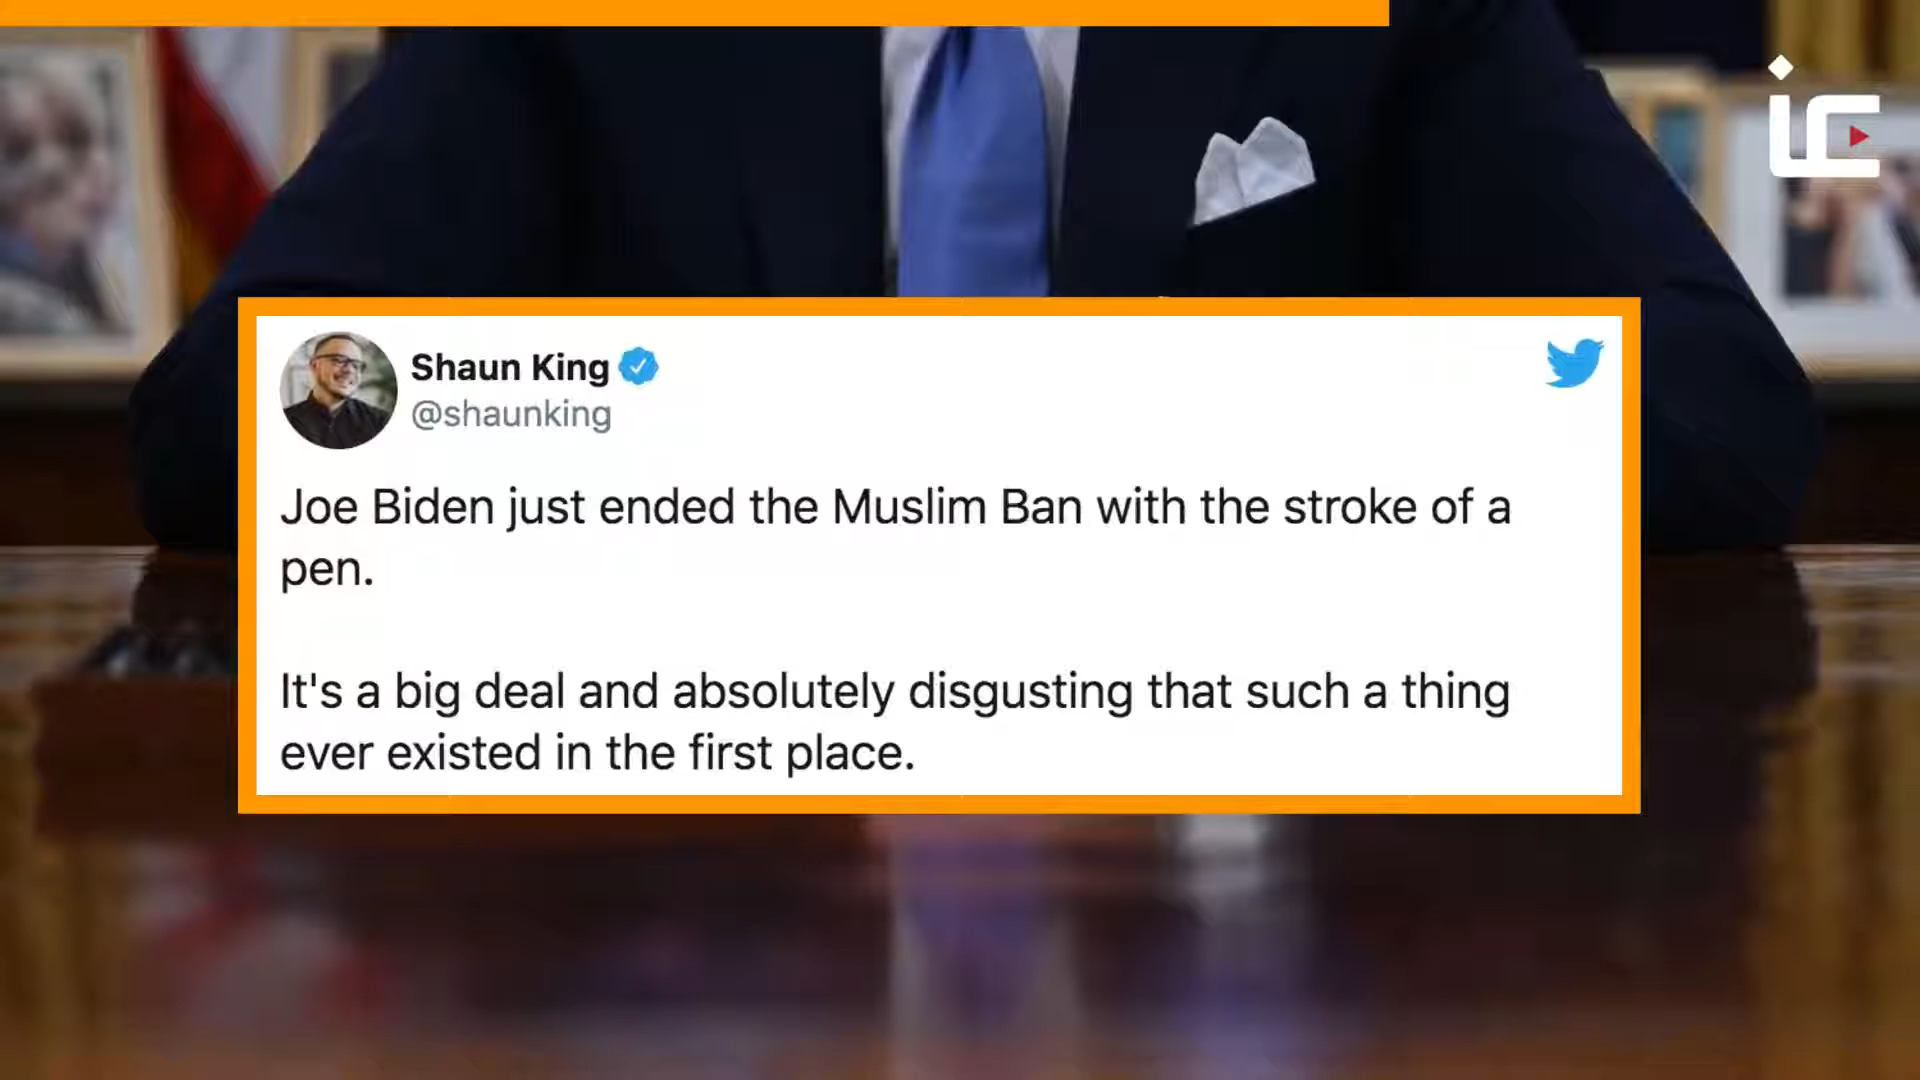 Shaun King
@shaunking
Joe Biden just ended the Muslim Ban with the stroke of a
pen.
It's a big deal and absolutely disgusting that such a thing
ever existed in the first place.